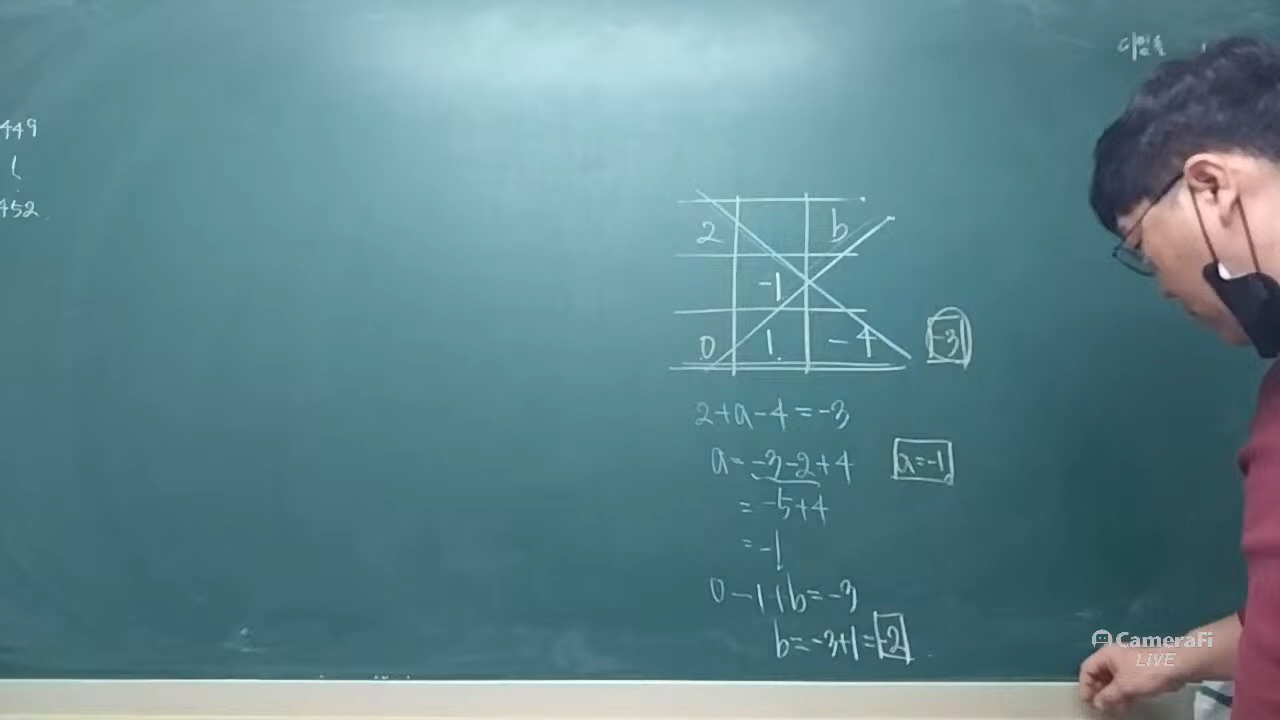 449
452
2 b
-1
0 1 -4 -3
2+a-4=-3
a=-3-2+4 a=-1
=-5+4
=-1
0-1+b=-3
b=-3+1=-2
CameraFi
LIVE